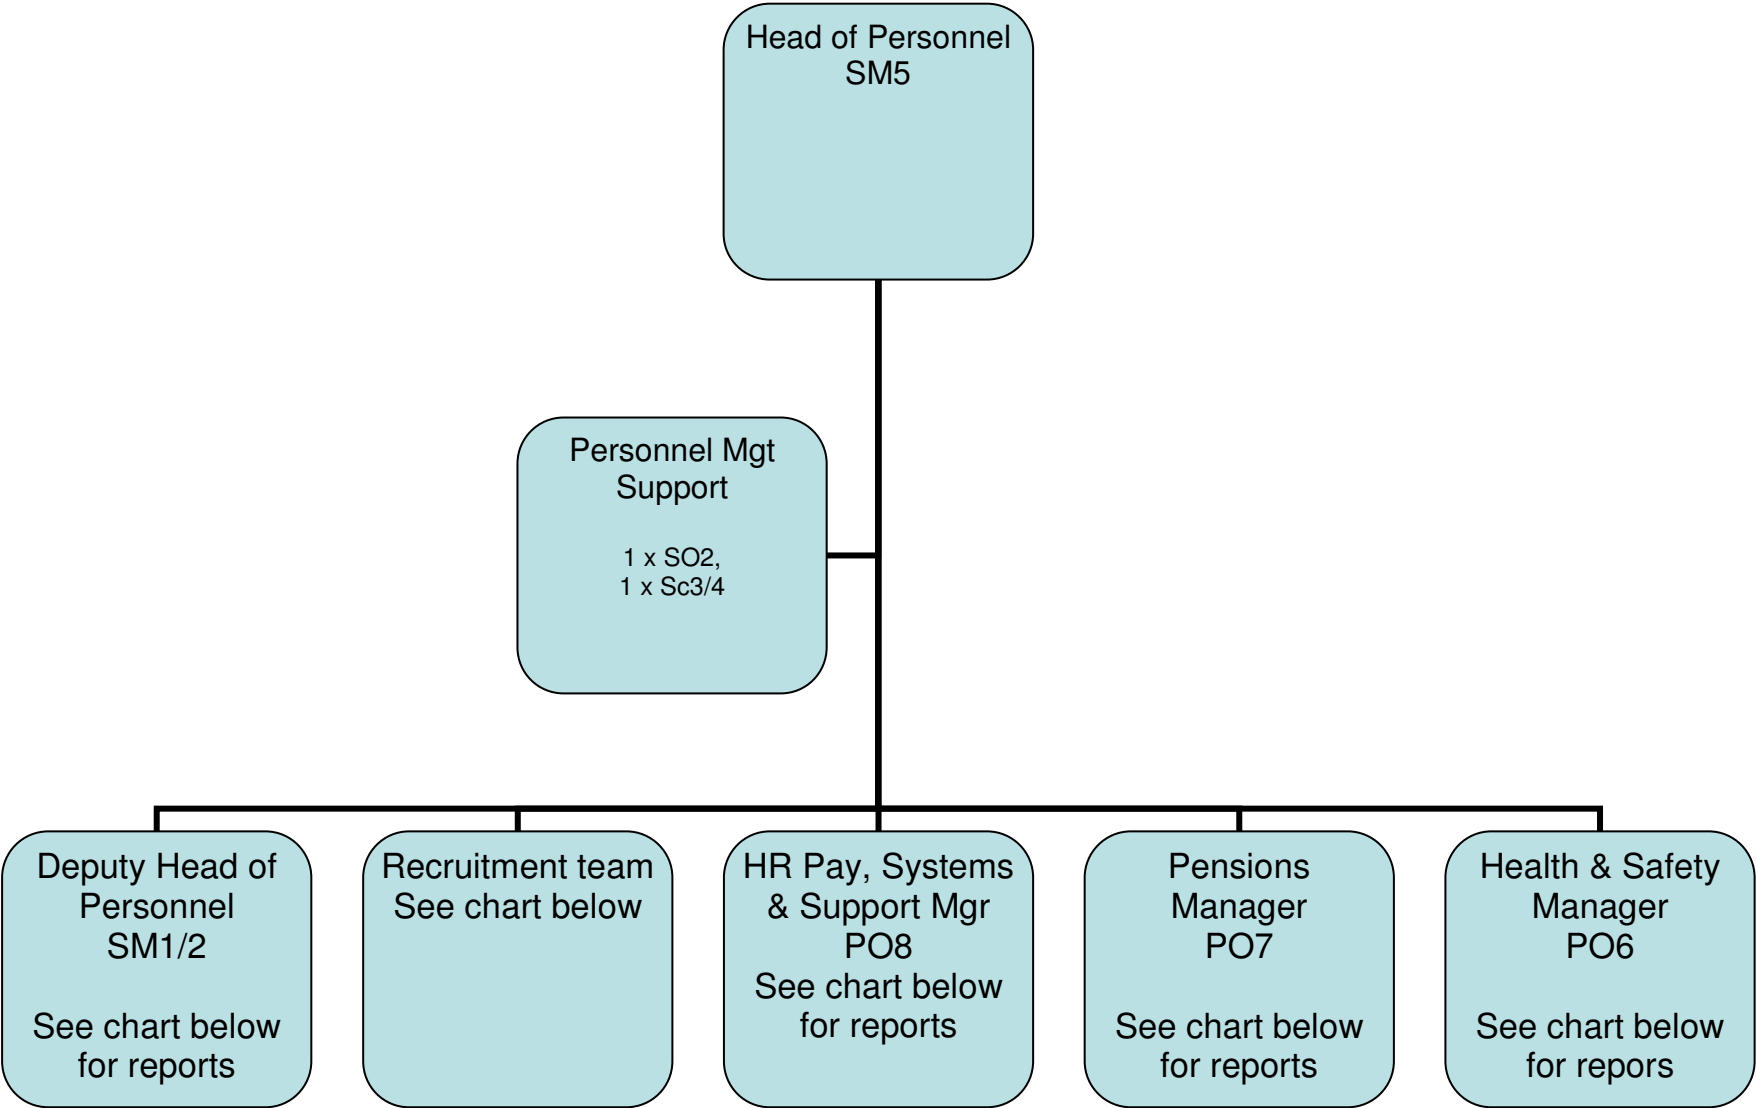 Head of Personnel
SM5
Personnel Mgt
Support
1 x SO2,
1 x Sc3/4
Deputy Head of
Personnel
SM1/2
See chart below
for reports
Recruitment team
See chart below
HR Pay, Systems
& Support Mgr
PO8
See chart below
for reports
Pensions
Manager
PO7
See chart below
for reports
Health & Safety
Manager
PO6
See chart below
for repors